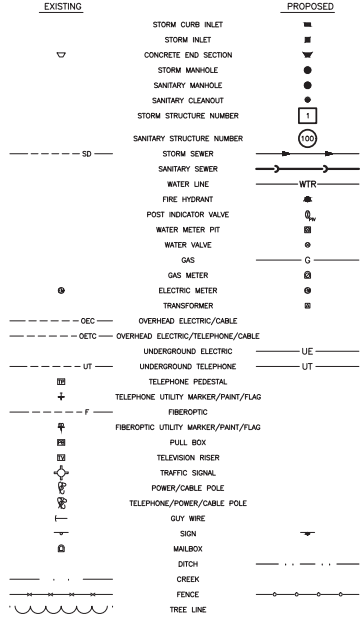 EXISTING PROPOSED
STORM CURB INLET
STORM INLET
CONCRETE END SECTION
STORM MANHOLE
SANITARY MANHOLE
SANITARY CLEANOUT
STORM STRUCTURE NUMBER 1
SANITARY STRUCTURE NUMBER 100
SD STORM SEWER
SANITARY SEWER
WATER LINE WTR
FIRE HYDRANT
POST INDICATOR VALVE PIV
WATER METER PIT
WATER VALVE
GAS G
GAS METER
ELECTRIC METER
TRANSFORMER
OEC OVERHEAD ELECTRIC/CABLE
OETC OVERHEAD ELECTRIC/TELEPHONE/CABLE
UNDERGROUND ELECTRIC UE
UT UNDERGROUND TELEPHONE UT
TELEPHONE PEDESTAL
TELEPHONE UTILITY MARKER/PAINT/FLAG
F FIBEROPTIC
FIBEROPTIC UTILITY MARKER/PAINT/FLAG
PULL BOX
TV TELEVISION RISER
TRAFFIC SIGNAL
POWER/CABLE POLE
TELEPHONE/POWER/CABLE POLE
GUY WIRE
SIGN
MAILBOX
DITCH
CREEK
FENCE
TREE LINE